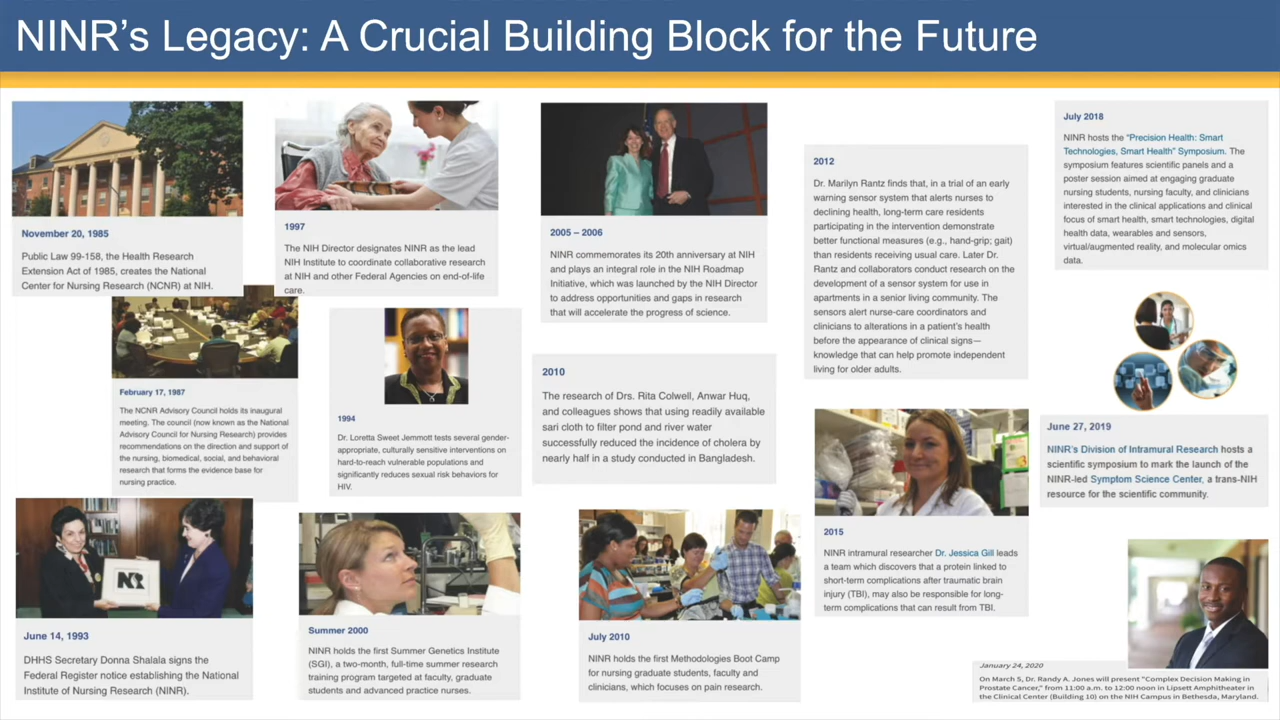 NINR's Legacy: A Crucial Building Block for the Future
November 20, 1985
Public Law 99-158, the Health Research
Extension Act of 1985, creates the National
Center for Nursing Research (NCNR) at NIH.
February 17, 1987
The NCNR Advisory Council holds its inaugural
meeting. The council (now known as the National
Advisory Council for Nursing Research) provides
recommendations on the direction and support of
the nursing, biomedical, social, and behavioral
research that forms the evidence base for
nursing practice.
NR
June 14, 1993
DHHS Secretary Donna Shalala signs the
Federal Register notice establishing the National
Institute of Nursing Research (NINR).
1997
The NIH Director designates NINR as the lead
NIH Institute to coordinate collaborative research
at NIH and other Federal Agencies on end-of-life
care.
1994
Dr. Loretta Sweet Jemmott tests several gender-
appropriate, culturally sensitive interventions on
hard-to-reach vulnerable populations and
significantly reduces sexual risk behaviors for
HIV.
Summer 2000
NINR holds the first Summer Genetics Institute
(SGI), a two-month, full-time summer research
training program targeted at faculty, graduate
students and advanced practice nurses.
2005 – 2006
NINR commemorates its 20th anniversary at NIH
and plays an integral role in the NIH Roadmap
Initiative, which was launched by the NIH Director
to address opportunities and gaps in research
that will accelerate the progress of science.
2010
The research of Drs. Rita Colwell, Anwar Huq,
and colleagues shows that using readily available
sari cloth to filter pond and river water
successfully reduced the incidence of cholera by
nearly half in a study conducted in Bangladesh.
July 2010
NINR holds the first Methodologies Boot Camp
for nursing graduate students, faculty and
clinicians, which focuses on pain research.
2012
Dr. Marilyn Rantz finds that, in a trial of an early
warning sensor system that alerts nurses to
declining health, long-term care residents
participating in the intervention demonstrate
better functional measures (e.g., hand-grip; gait)
than residents receiving usual care. Later Dr.
Rantz and collaborators conduct research on the
development of a sensor system for use in
apartments in a senior living community. The
sensors alert nurse-care coordinators and
clinicians to alterations in a patient's health
before the appearance of clinical signs—
knowledge that can help promote independent
living for older adults.
2015
NINR intramural researcher Dr. Jessica Gill leads
a team which discovers that a protein linked to
short-term complications after traumatic brain
injury (TBI), may also be responsible for long-
term complications that can result from TBI.
July 2018
NINR hosts the "Precision Health: Smart
Technologies, Smart Health" Symposium. The
symposium features scientific panels and a
poster session aimed at engaging graduate
nursing students, nursing faculty, and clinicians
interested in the clinical applications and clinical
focus of smart health, smart technologies, digital
health data, wearables and sensors,
virtual/augmented reality, and molecular omics
data.
June 27, 2019
NINR's Division of Intramural Research hosts a
scientific symposium to mark the launch of the
NINR-led Symptom Science Center, a trans-NIH
resource for the scientific community.
January 24, 2020
On March 5, Dr. Randy A. Jones will present "Complex Decision Making in
Prostate Cancer," from 11:00 a.m. to 12:00 noon in Lipsett Amphitheater in
the Clinical Center (Building 10) on the NIH Campus in Bethesda, Maryland.